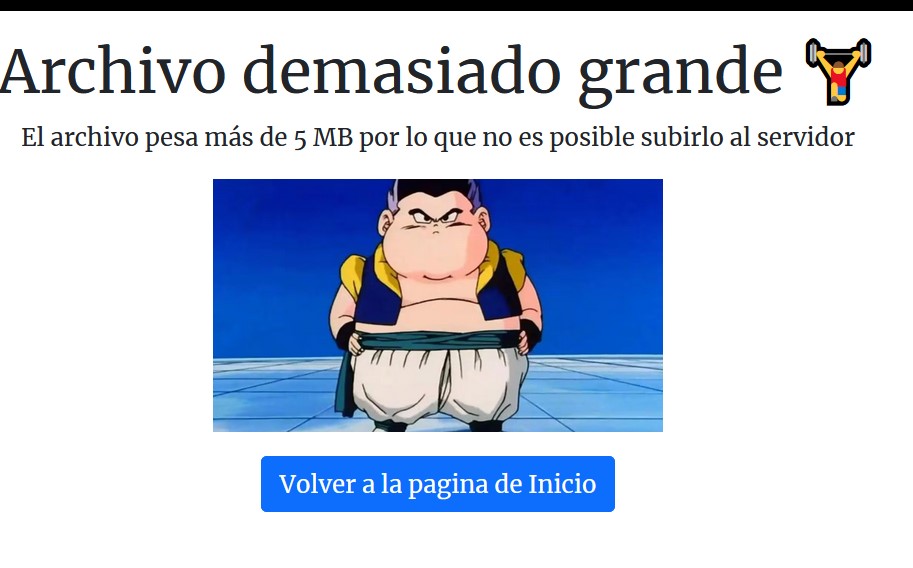 Archivo demasiado grande 🏋️
El archivo pesa más de 5 MB por lo que no es posible subirlo al servidor
Volver a la pagina de Inicio